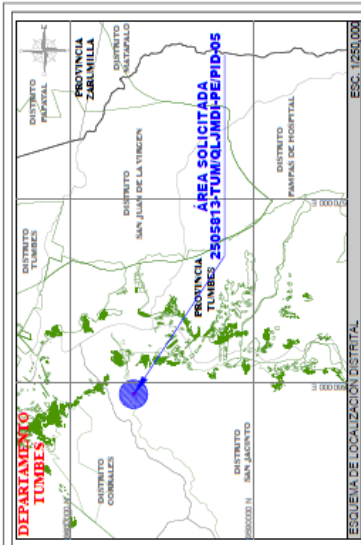 DEPARTAMENTO
TUMBES
DISTRITO
TUMBES
DISTRITO
PAPAYAL
PROVINCIA
ZARUMILLA
DISTRITO
MATAPALO
DISTRITO
CORRALES
DISTRITO
SAN JUAN DE LA VIRGEN
PROVINCIA
TUMBES
ÁREA SOLICITADA
2505813-TUM/QLJMDI-PE/PID-05
DISTRITO
SAN JACINTO
DISTRITO
PAMPAS DE HOSPITAL
ESQUEMA DE LOCALIZACIÓN DISTRITAL
ESC. 1/250,000